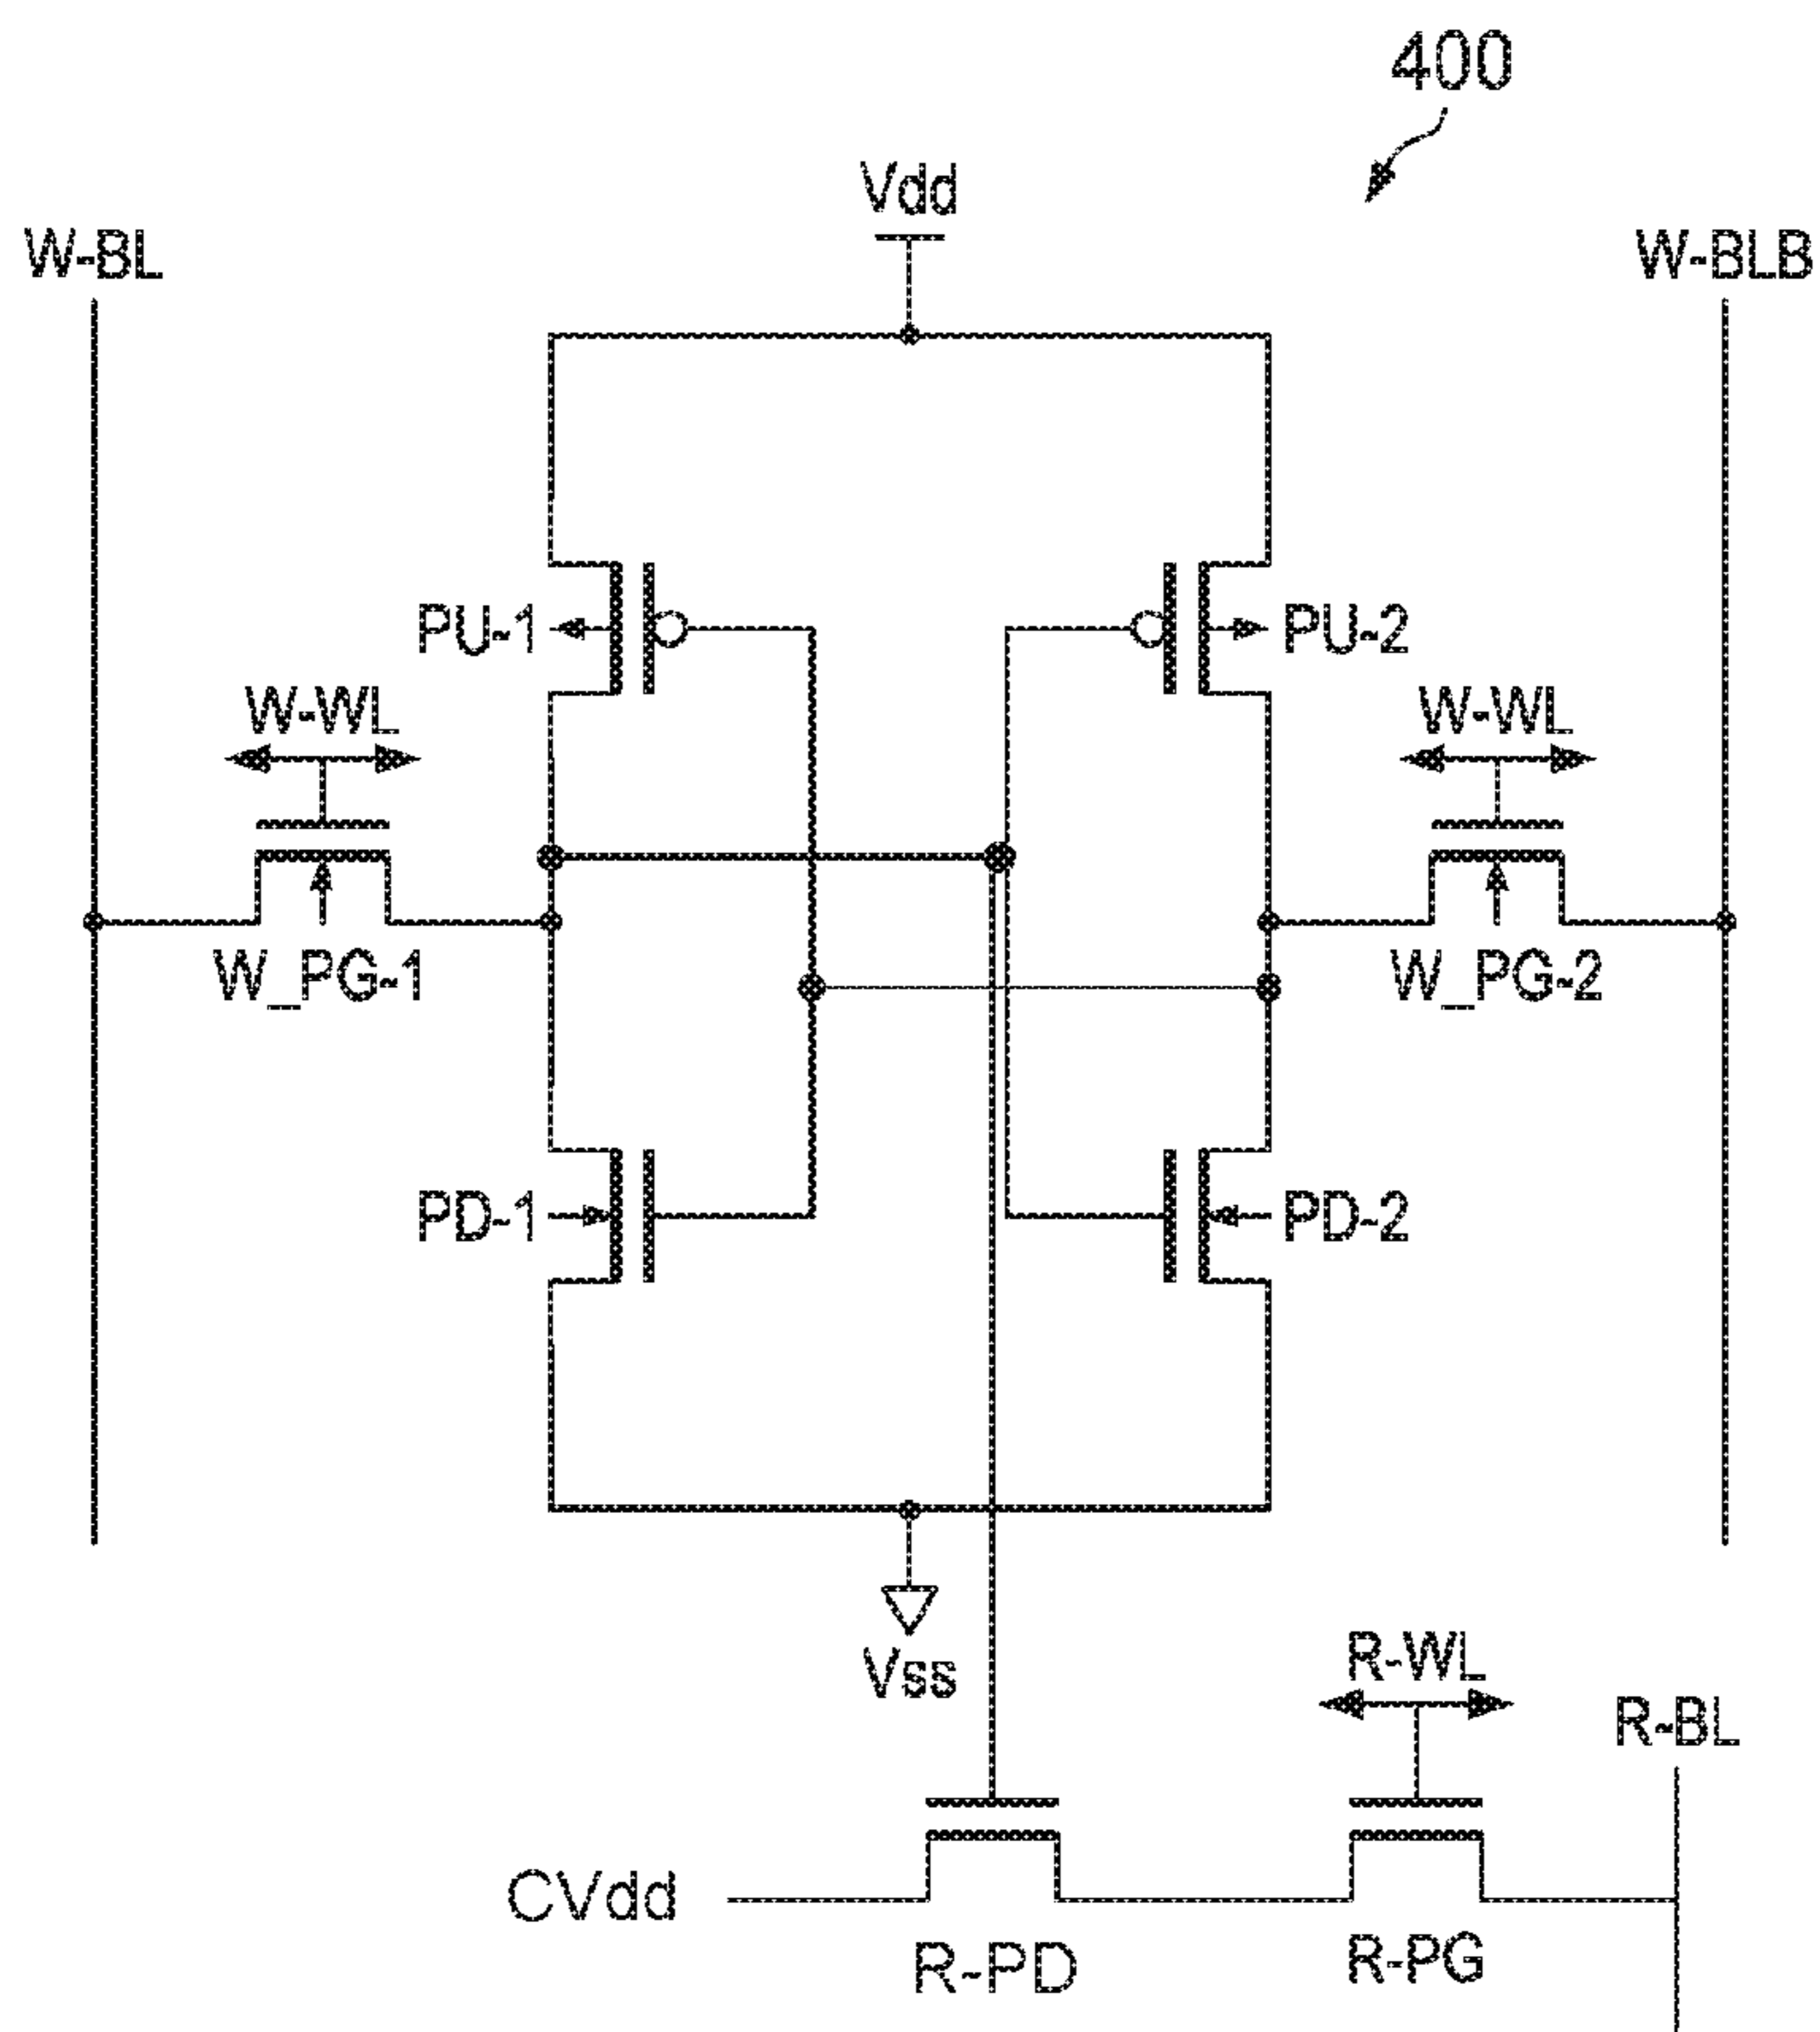 400
Vdd
W-BL
W-BLB
PU-1
PU-2
W-WL
W-WL
W_PG-1
W_PG-2
PD-1
PD-2
Vss
R-WL
R-BL
CVdd
R-PD
R-PG